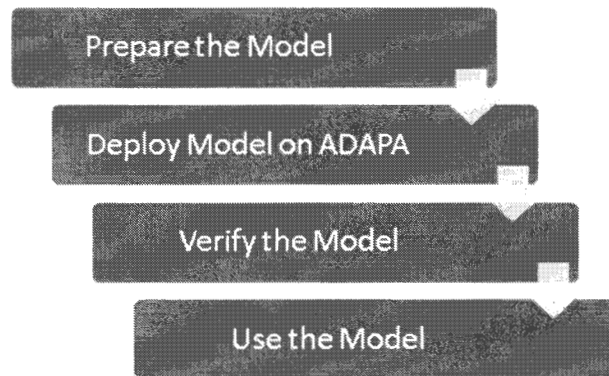 Prepare the Model
Deploy Model on ADAPA
Verify the Model
Use the Model